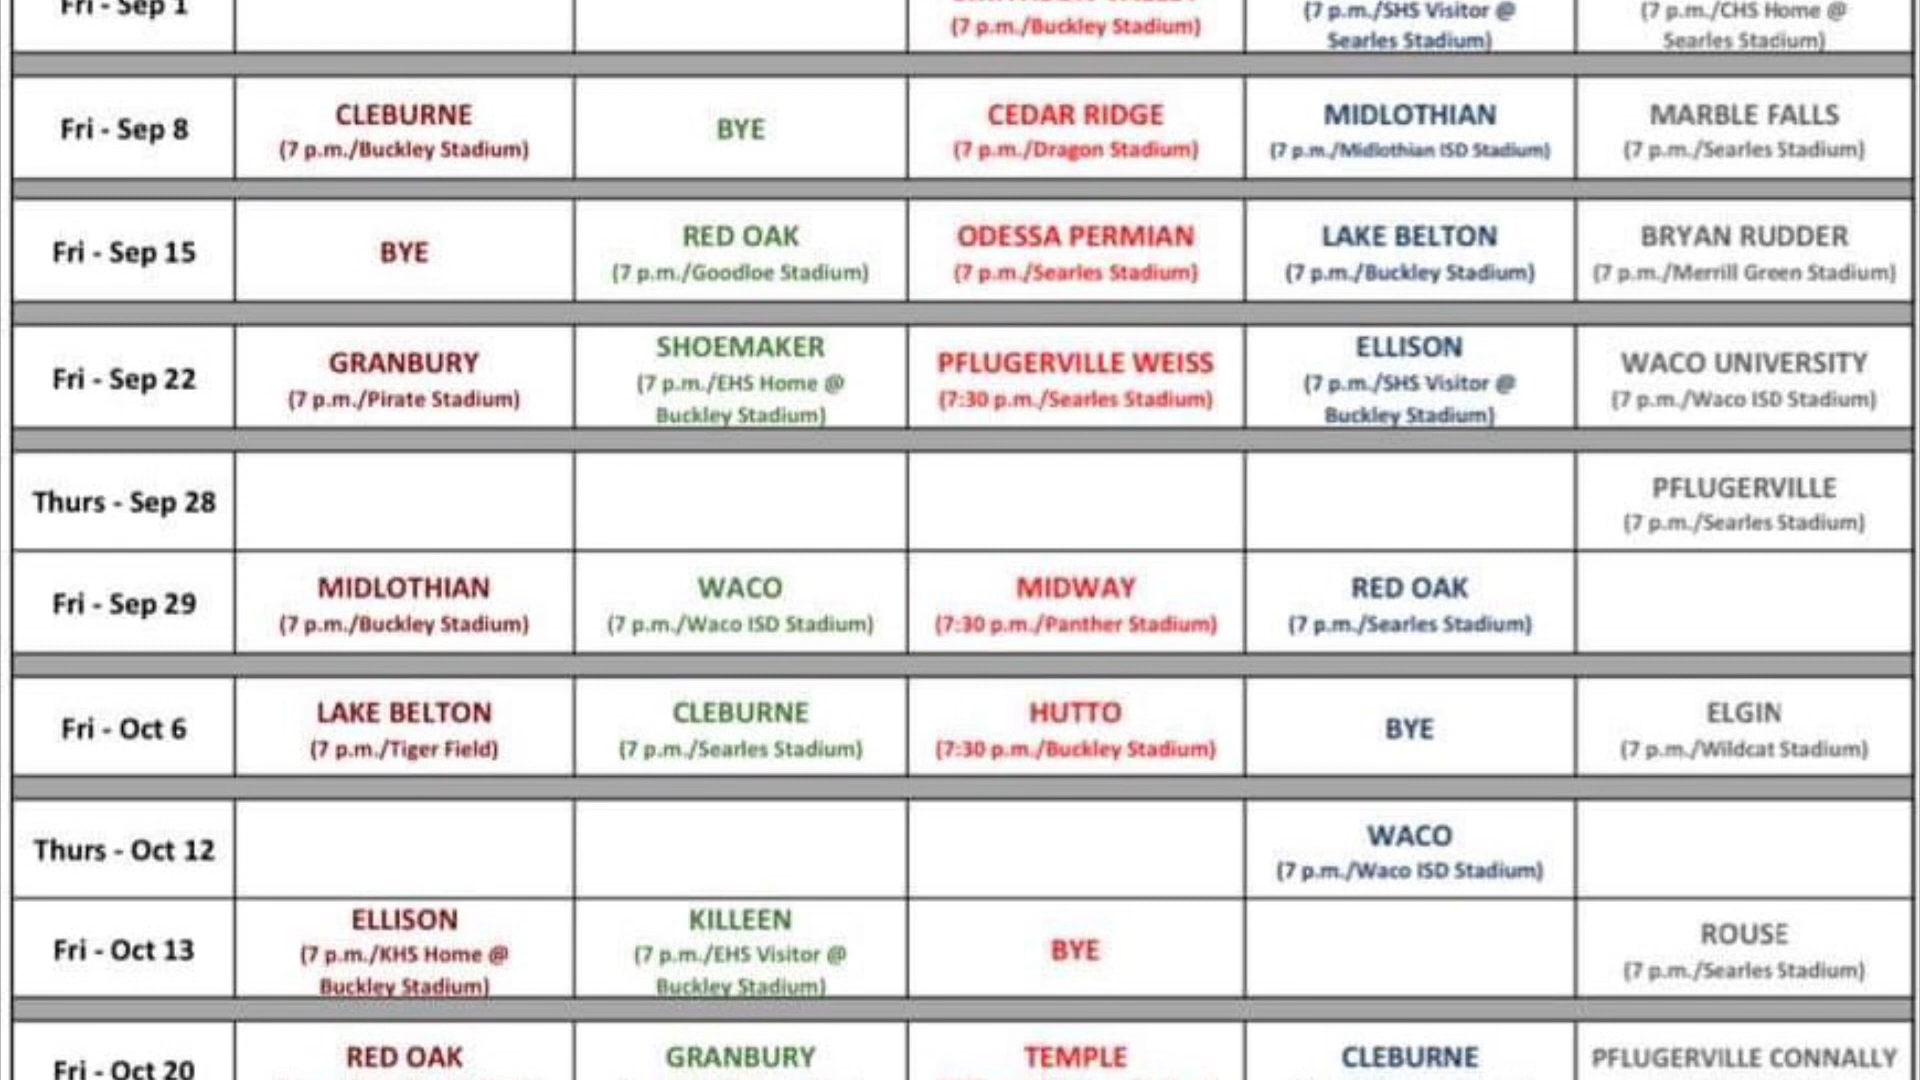 Fri - Sep 1
(7 p.m./Buckley Stadium)
(7 p.m./SHS Visitor @
Searles Stadium)
(7 p.m./CHS Home @
Searles Stadium)
Fri - Sep 8
CLEBURNE
(7 p.m./Buckley Stadium)
BYE
CEDAR RIDGE
(7 p.m./Dragon Stadium)
MIDLOTHIAN
(7 p.m./Midlothian ISD Stadium)
MARBLE FALLS
(7 p.m./Searles Stadium)
Fri - Sep 15
BYE
RED OAK
(7 p.m./Goodloe Stadium)
ODESSA PERMIAN
(7 p.m./Searles Stadium)
LAKE BELTON
(7 p.m./Buckley Stadium)
BRYAN RUDDER
(7 p.m./Merrill Green Stadium)
Fri - Sep 22
GRANBURY
(7 p.m./Pirate Stadium)
SHOEMAKER
(7 p.m./EHS Home @
Buckley Stadium)
PFLUGERVILLE WEISS
(7:30 p.m./Searles Stadium)
ELLISON
(7 p.m./SHS Visitor @
Buckley Stadium)
WACO UNIVERSITY
(7 p.m./Waco ISD Stadium)
Thurs - Sep 28
PFLUGERVILLE
(7 p.m./Searles Stadium)
Fri - Sep 29
MIDLOTHIAN
(7 p.m./Buckley Stadium)
WACO
(7 p.m./Waco ISD Stadium)
MIDWAY
(7:30 p.m./Panther Stadium)
RED OAK
(7 p.m./Searles Stadium)
Fri - Oct 6
LAKE BELTON
(7 p.m./Tiger Field)
CLEBURNE
(7 p.m./Searles Stadium)
HUTTO
(7:30 p.m./Buckley Stadium)
BYE
ELGIN
(7 p.m./Wildcat Stadium)
Thurs - Oct 12
WACO
(7 p.m./Waco ISD Stadium)
Fri - Oct 13
ELLISON
(7 p.m./KHS Home @
Buckley Stadium)
KILLEEN
(7 p.m./EHS Visitor @
Buckley Stadium)
BYE
ROUSE
(7 p.m./Searles Stadium)
Fri - Oct 20
RED OAK
GRANBURY
TEMPLE
CLEBURNE
PFLUGERVILLE CONNALLY